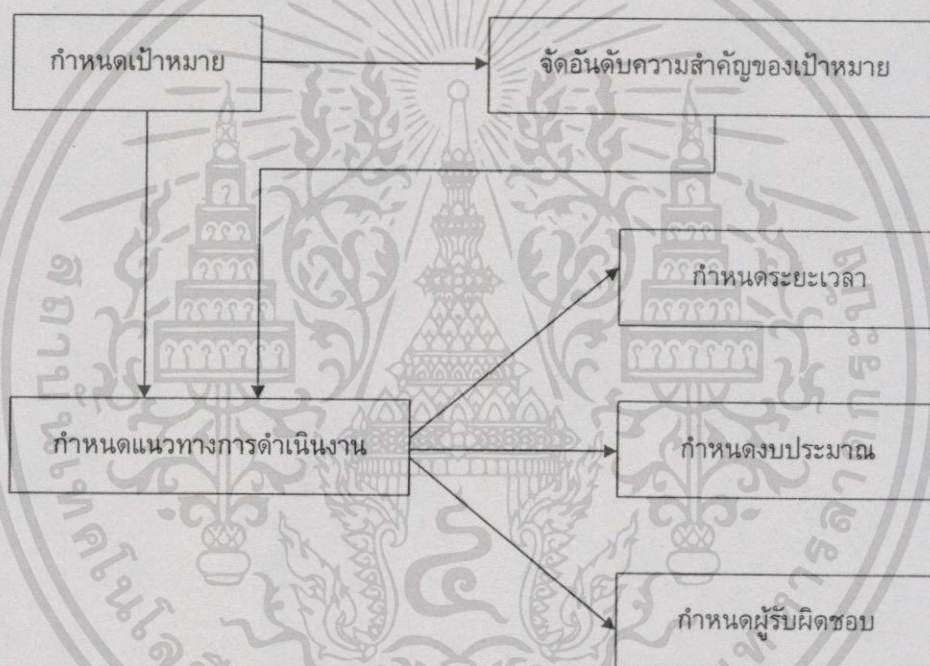 กำหนดเป้าหมาย
จัดอันดับความสำคัญของเป้าหมาย
กำหนดระยะเวลา
กำหนดแนวทางการดำเนินงาน
กำหนดงบประมาณ
กำหนดผู้รับผิดชอบ